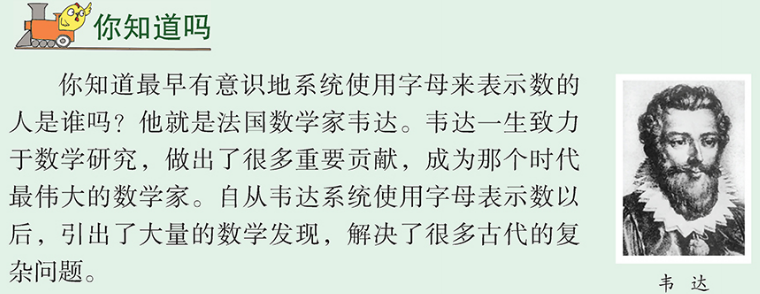 你知道吗
你知道最早有意识地系统使用字母来表示数的
人是谁吗？他就是法国数学家韦达。韦达一生致力
于数学研究，做出了很多重要贡献，成为那个时代
最伟大的数学家。自从韦达系统使用字母表示数以
后，引出了大量的数学发现，解决了很多古代的复
杂问题。
韦 达